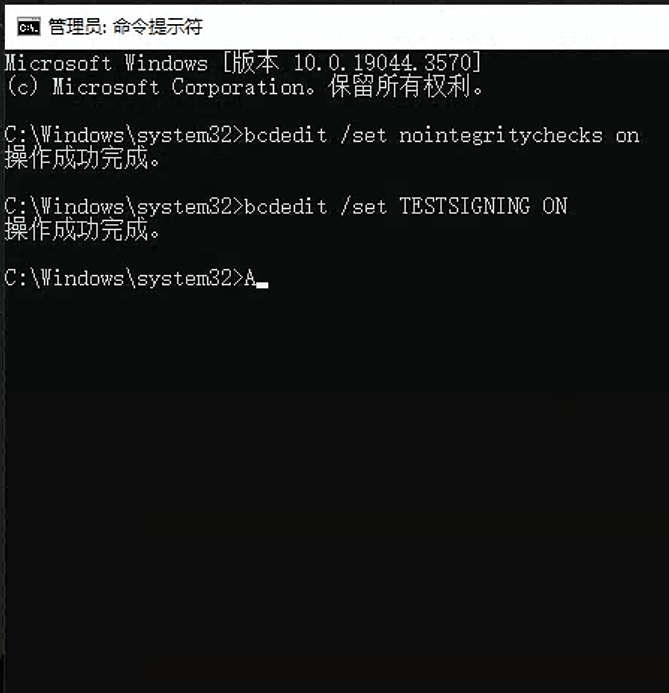 管理员: 命令提示符
Microsoft Windows [版本 10.0.19044.3570]
(c) Microsoft Corporation。保留所有权利。
C:\Windows\system32>bcdedit /set nointegritychecks on
操作成功完成。
C:\Windows\system32>bcdedit /set TESTSIGNING ON
操作成功完成。
C:\Windows\system32>A